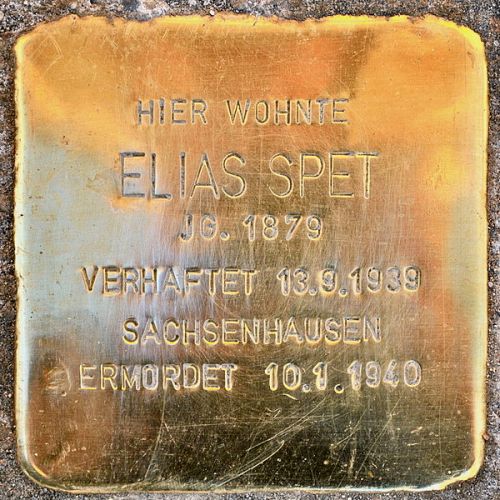 HIER WOHNTE
ELIAS SPET
JG. 1879
VERHAFTET 13.9.1939
SACHSENHAUSEN
ERMORDET 10.1.1940